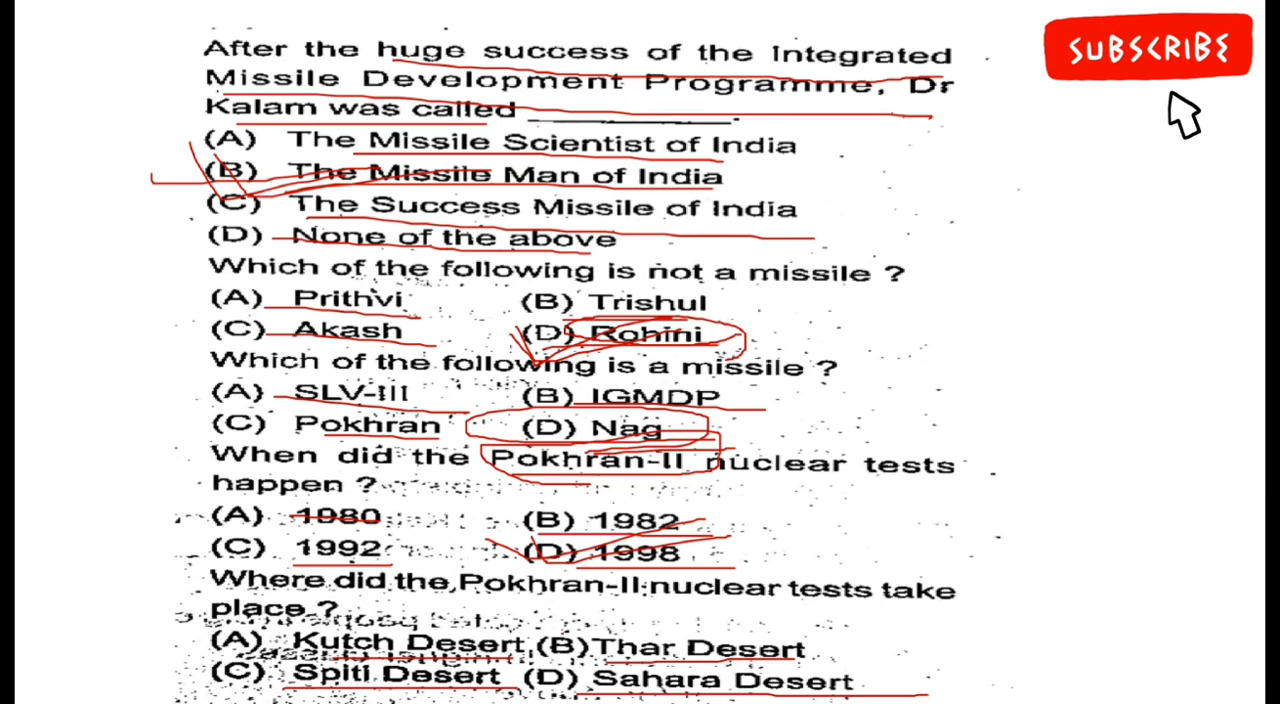 SUBSCRIBE
After the huge success of the Integrated
Missile Development Programme, Dr
Kalam was called ____________.
(A) The Missile Scientist of India
(B) The Missile Man of India
(C) The Success Missile of India
(D) None of the above
Which of the following is not a missile ?
(A) Prithvi (B) Trishul
(C) Akash (D) Rohini
Which of the following is a missile ?
(A) SLV-III (B) IGMDP
(C) Pokhran (D) Nag
When did the Pokhran-II nuclear tests
happen ?
(A) 1980 (B) 1982
(C) 1992 (D) 1998
Where did the Pokhran-II nuclear tests take
place ?
(A) Kutch Desert (B) Thar Desert
(C) Spiti Desert (D) Sahara Desert